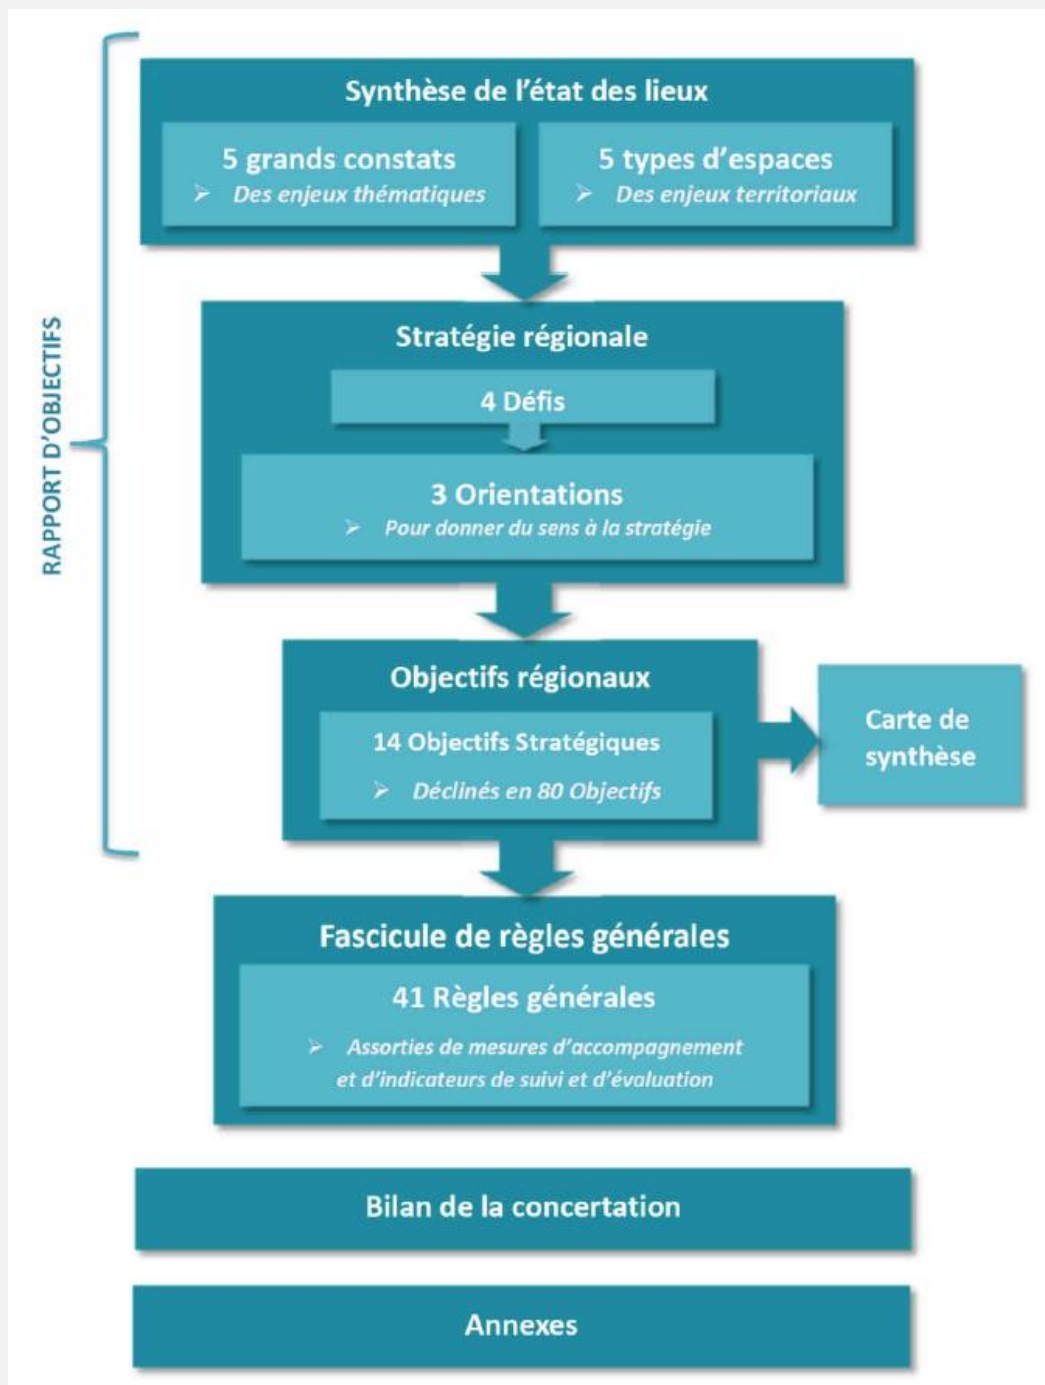 RAPPORT D'OBJECTIFS
Synthèse de l'état des lieux
5 grands constats
➢ Des enjeux thématiques
5 types d'espaces
➢ Des enjeux territoriaux
Stratégie régionale
4 Défis
3 Orientations
➢ Pour donner du sens à la stratégie
Objectifs régionaux
14 Objectifs Stratégiques
➢ Déclinés en 80 Objectifs
Carte de
synthèse
Fascicule de règles générales
41 Règles générales
➢ Assorties de mesures d'accompagnement
et d'indicateurs de suivi et d'évaluation
Bilan de la concertation
Annexes